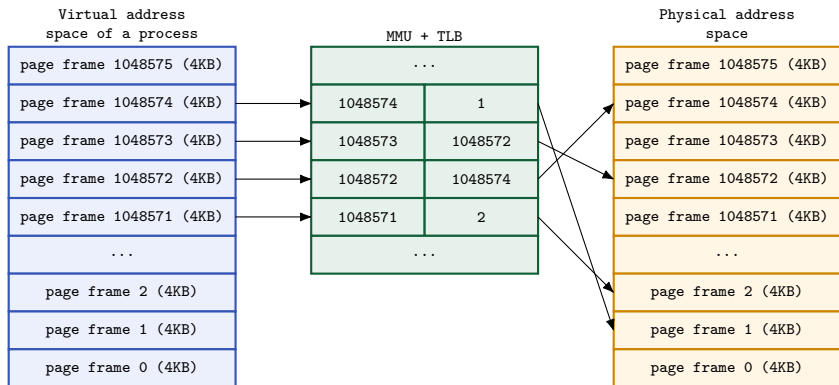 Virtual address
space of a process
page frame 1048575 (4KB)
page frame 1048574 (4KB)
page frame 1048573 (4KB)
page frame 1048572 (4KB)
page frame 1048571 (4KB)
...
page frame 2 (4KB)
page frame 1 (4KB)
page frame 0 (4KB)
MMU + TLB
...
1048574 1
1048573 1048572
1048572 1048574
1048571 2
...
Physical address
space
page frame 1048575 (4KB)
page frame 1048574 (4KB)
page frame 1048573 (4KB)
page frame 1048572 (4KB)
page frame 1048571 (4KB)
...
page frame 2 (4KB)
page frame 1 (4KB)
page frame 0 (4KB)